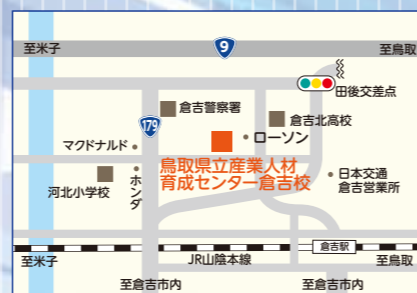 9
至米子
至鳥取
田後交差点
倉吉警察署
倉吉北高校
179
ローソン
マクドナルド
鳥取県立産業人材
育成センター倉吉校
ホンダ
河北小学校
日本交通
倉吉営業所
倉吉駅
至米子
JR山陰本線
至鳥取
至倉吉市内
至倉吉市内